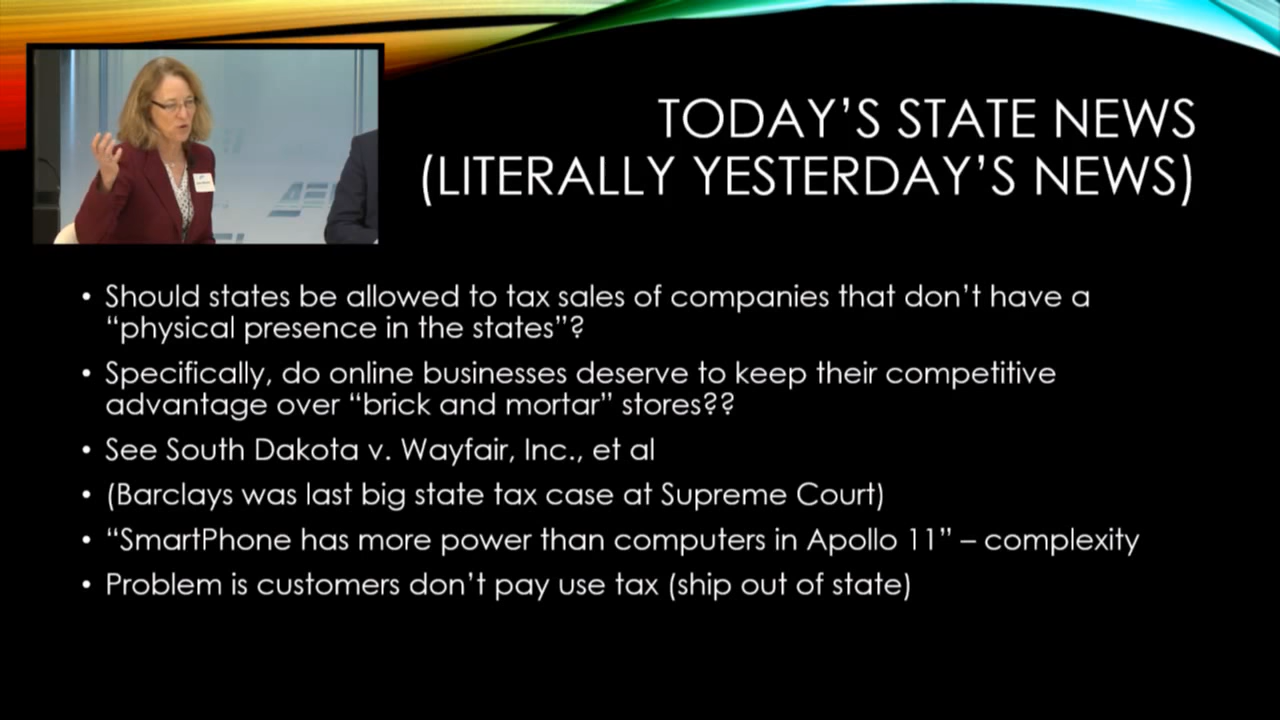 TODAY’S STATE NEWS
(LITERALLY YESTERDAY’S NEWS)
• Should states be allowed to tax sales of companies that don’t have a
“physical presence in the states”?
• Specifically, do online businesses deserve to keep their competitive
advantage over “brick and mortar” stores??
• See South Dakota v. Wayfair, Inc., et al
• (Barclays was last big state tax case at Supreme Court)
• “SmartPhone has more power than computers in Apollo 11” – complexity
• Problem is customers don’t pay use tax (ship out of state)